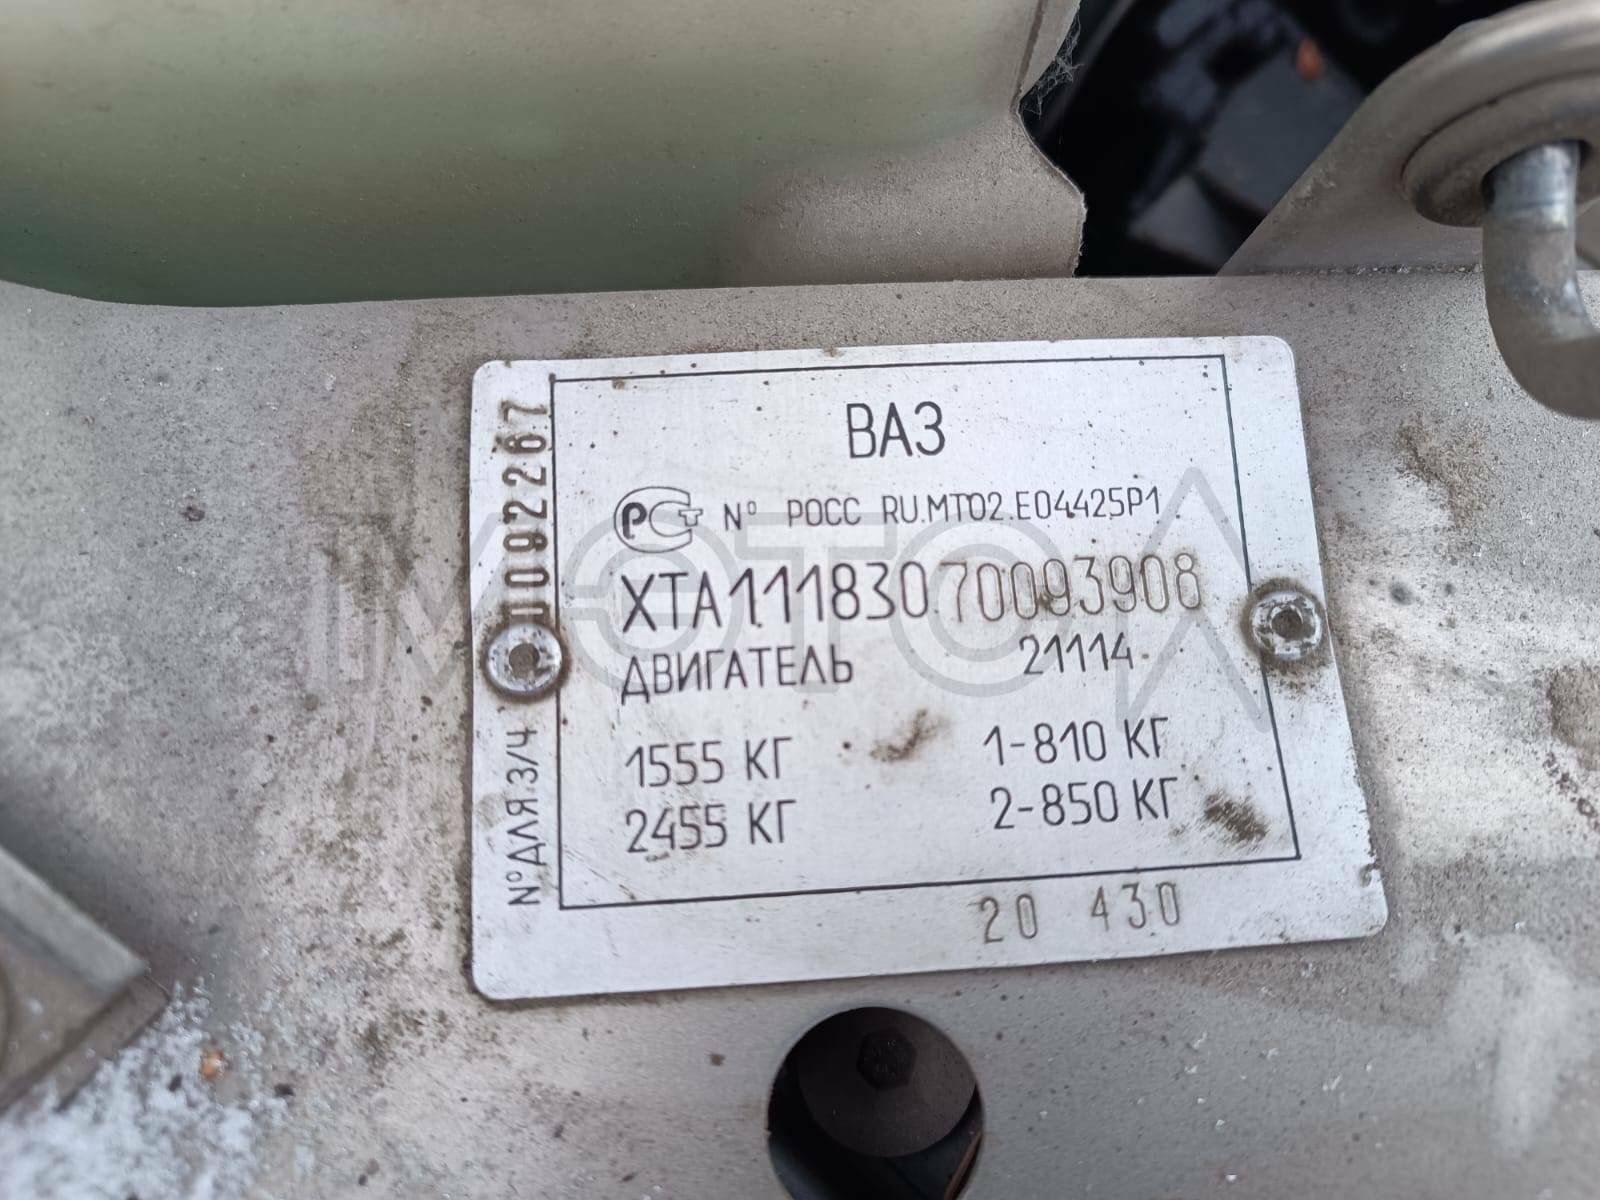 ВАЗ
РСТ № РОСС RU.МТ02.Е04425Р1
ХТА11183070093908
ДВИГАТЕЛЬ 21114
1555 КГ 1-810 КГ
2455 КГ 2-850 КГ
20 430
№ ДЛЯ З/Ч 0092267